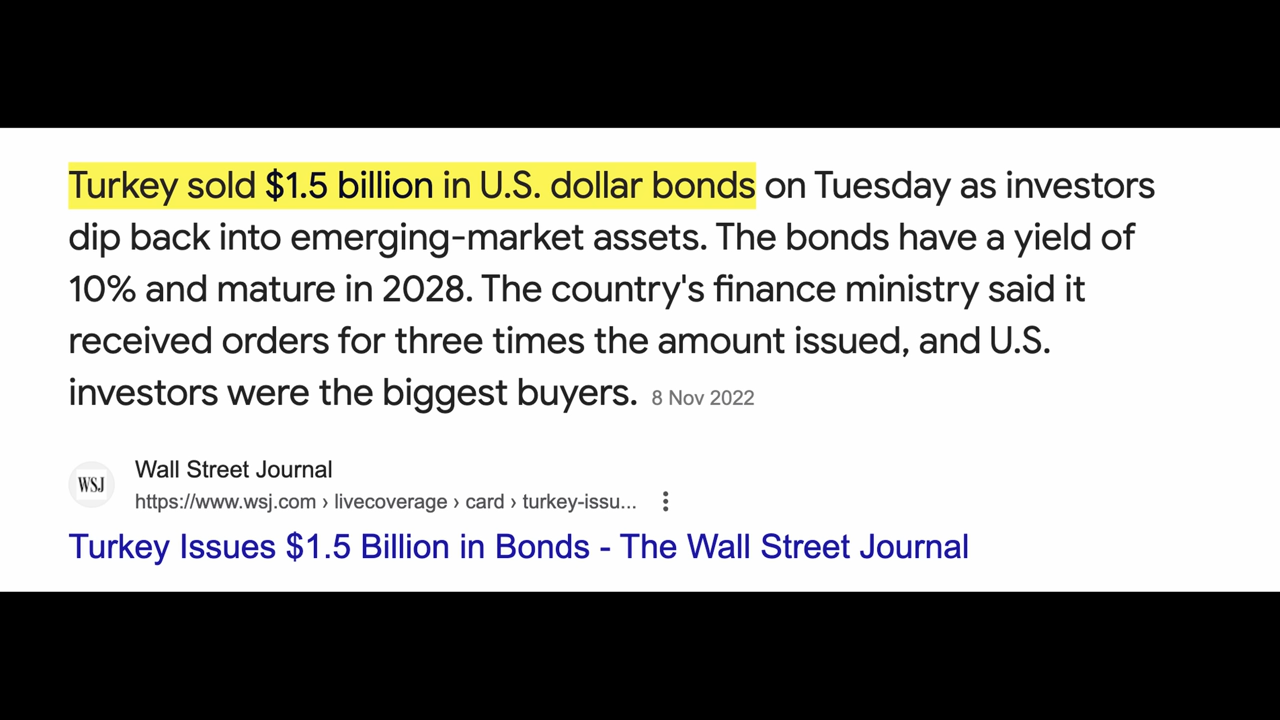 Turkey sold $1.5 billion in U.S. dollar bonds on Tuesday as investors
dip back into emerging-market assets. The bonds have a yield of
10% and mature in 2028. The country's finance ministry said it
received orders for three times the amount issued, and U.S.
investors were the biggest buyers. 8 Nov 2022
WSJ
Wall Street Journal
https://www.wsj.com › livecoverage › card › turkey-issu...
Turkey Issues $1.5 Billion in Bonds - The Wall Street Journal